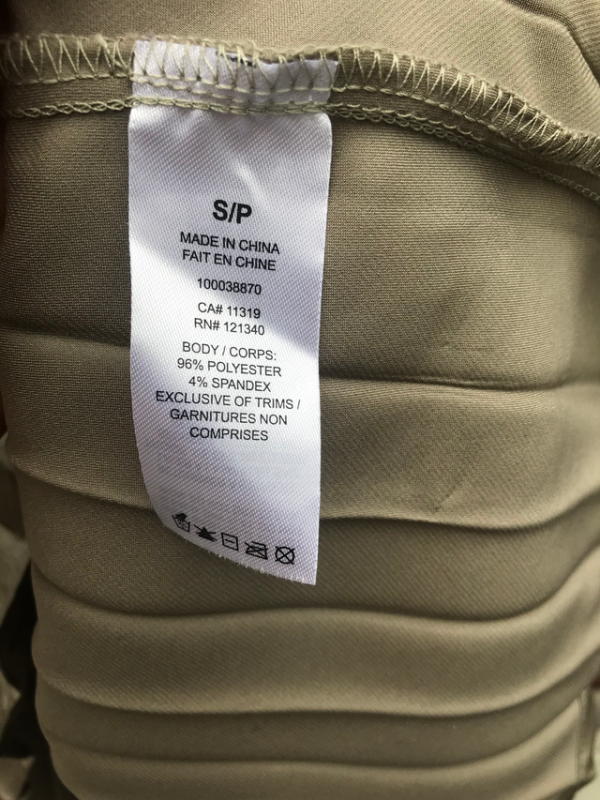 S/P
MADE IN CHINA
FAIT EN CHINE
100038870
CA# 11319
RN# 121340
BODY / CORPS:
96% POLYESTER
4% SPANDEX
EXCLUSIVE OF TRIMS /
GARNITURES NON
COMPRISES